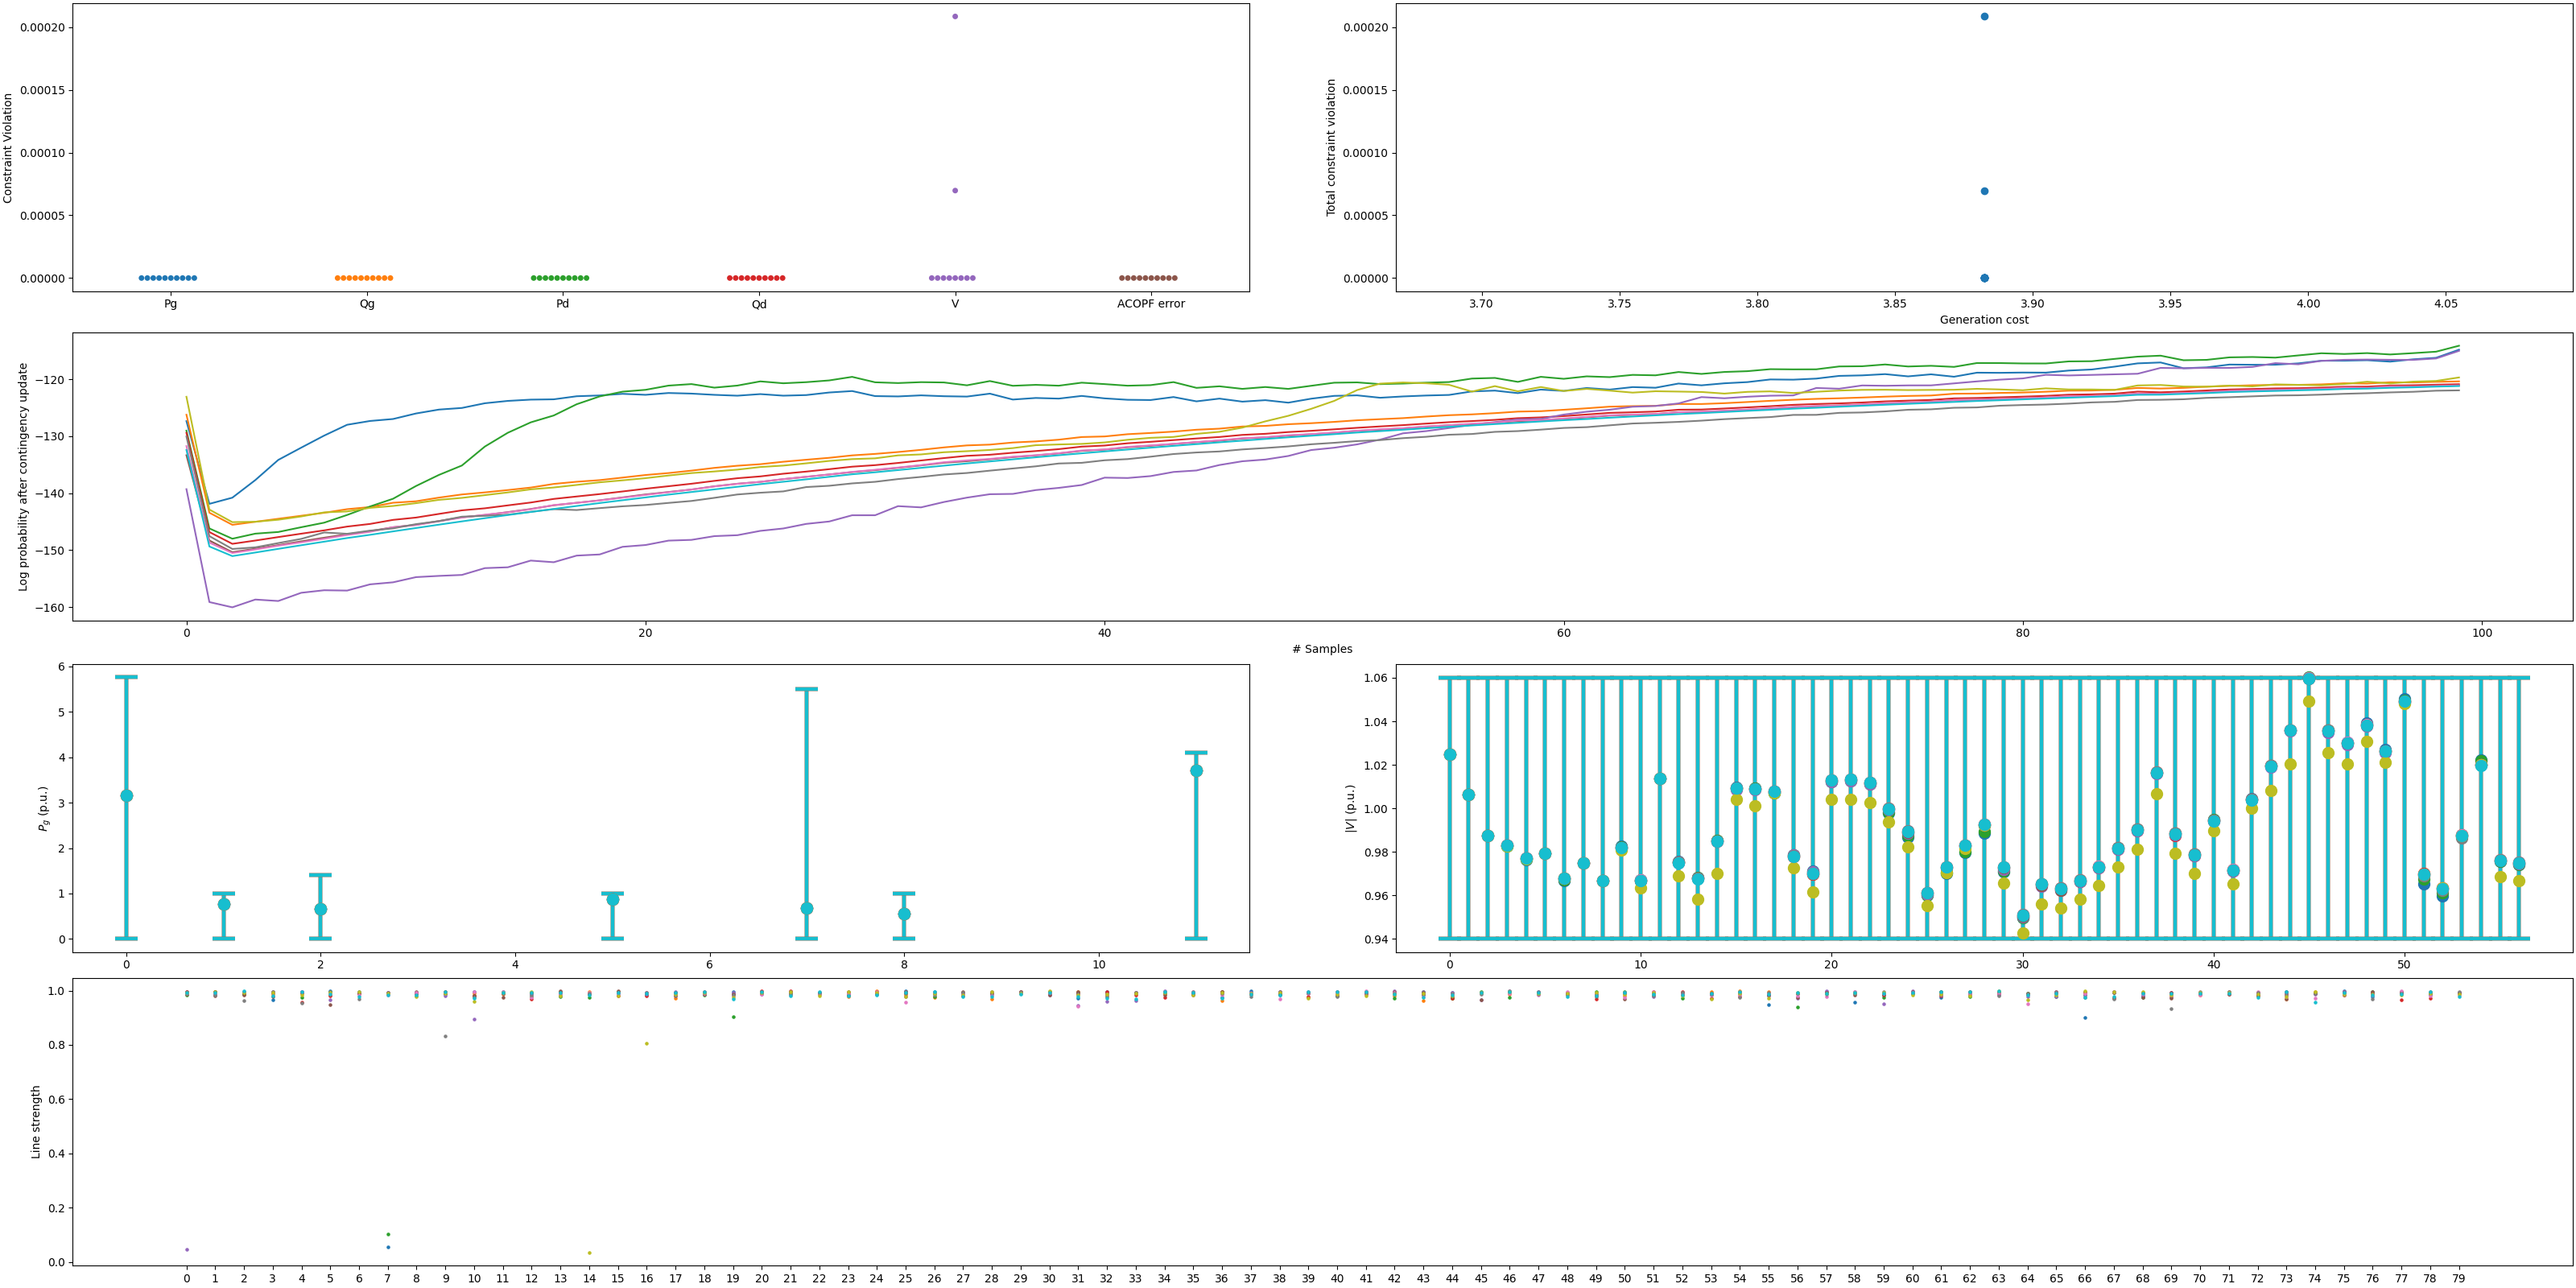 0.00020
0.00015
0.00010
0.00005
0.00000
Constraint Violation
Pg Qg Pd Qd V ACOPF error
0.00020
0.00015
0.00010
0.00005
0.00000
Total constraint violation
3.70 3.75 3.80 3.85 3.90 3.95 4.00 4.05
Generation cost
−120
−130
−140
−150
−160
Log probability after contingency update
0 20 40 60 80 100
# Samples
6
5
4
3
2
1
0
Pg (p.u.)
0 2 4 6 8 10
1.06
1.04
1.02
1.00
0.98
0.96
0.94
|V| (p.u.)
0 10 20 30 40 50
1.0
0.8
0.6
0.4
0.2
0.0
Line strength
0 1 2 3 4 5 6 7 8 9 10 11 12 13 14 15 16 17 18 19 20 21 22 23 24 25 26 27 28 29 30 31 32 33 34 35 36 37 38 39 40 41 42 43 44 45 46 47 48 49 50 51 52 53 54 55 56 57 58 59 60 61 62 63 64 65 66 67 68 69 70 71 72 73 74 75 76 77 78 79